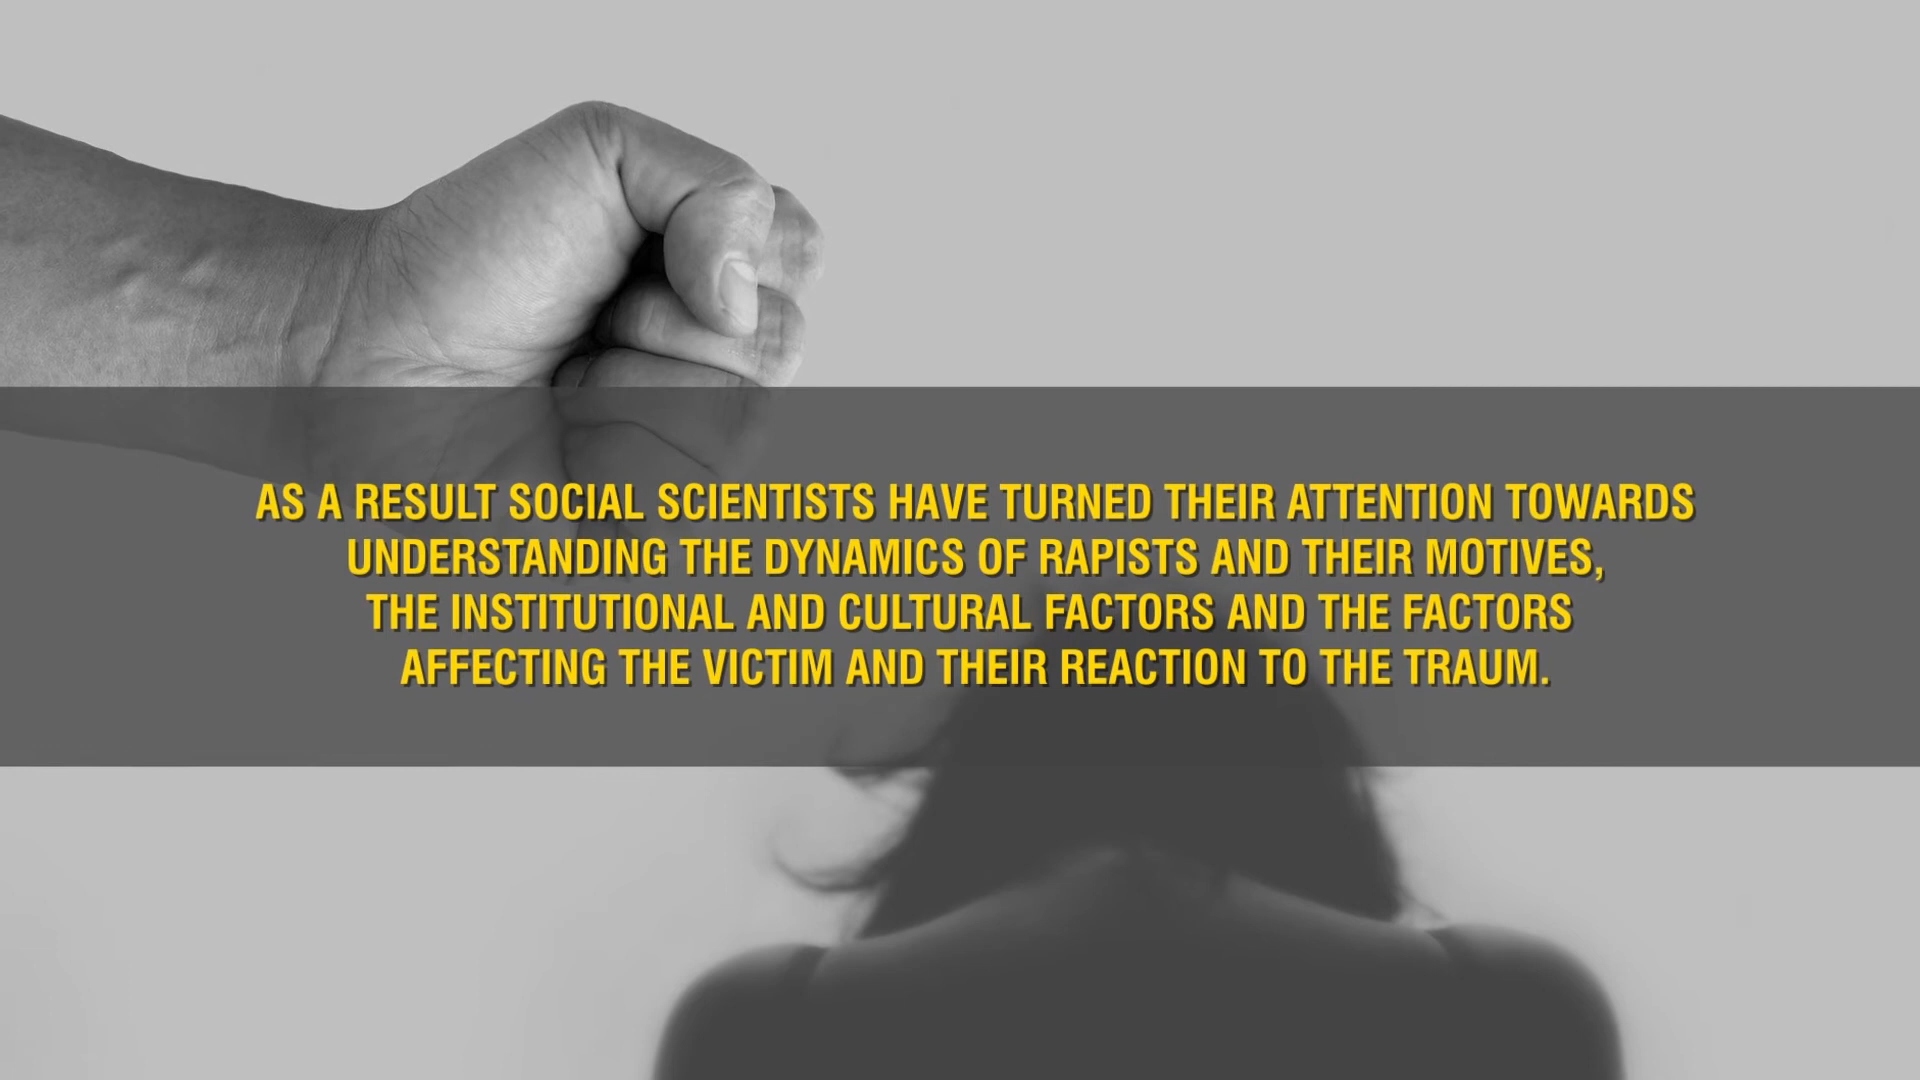 AS A RESULT SOCIAL SCIENTISTS HAVE TURNED THEIR ATTENTION TOWARDS
UNDERSTANDING THE DYNAMICS OF RAPISTS AND THEIR MOTIVES,
THE INSTITUTIONAL AND CULTURAL FACTORS AND THE FACTORS
AFFECTING THE VICTIM AND THEIR REACTION TO THE TRAUM.